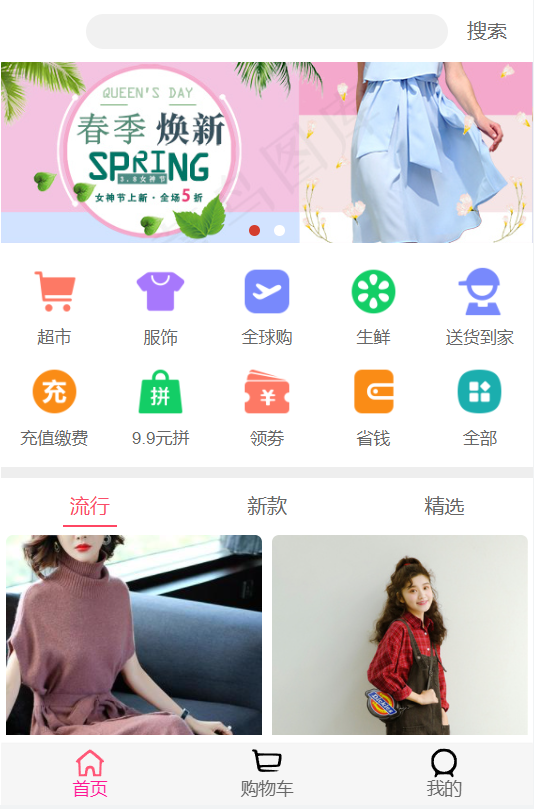 搜索
QUEEN'S DAY
春季 焕新
SPRING
3.8女神节
女神节上新·全场5折
超市
服饰
全球购
生鲜
送货到家
充
拼
¥
充值缴费
9.9元拼
领劵
省钱
全部
流行
新款
精选
Dickies
首页
购物车
我的